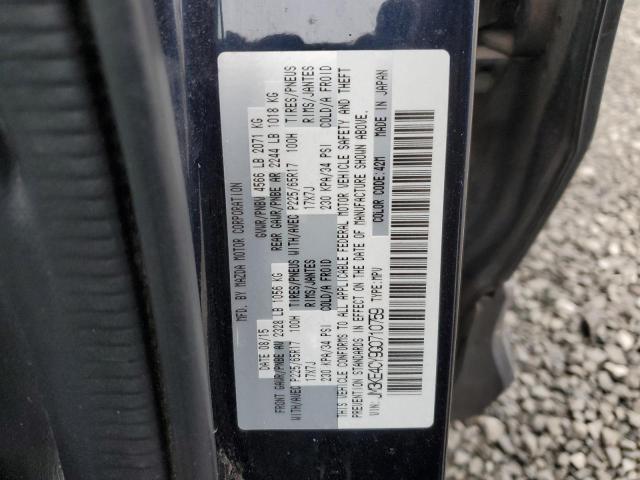 MFD. BY MAZDA MOTOR CORPORATION
DATE 08/15 GVWR/PNBV 4566 LB 2071 KG
FRONT GAWR/PNBE AV 2328 LB 1056 KG REAR GAWR/PNBE AR 2244 LB 1018 KG
WITH/AVEC P225/65R17 100H TIRES/PNEUS WITH/AVEC P225/65R17 100H TIRES/PNEUS
17X7J RIMS/JANTES 17X7J RIMS/JANTES
230 KPA/34 PSI COLD/A FROID 230 KPA/34 PSI COLD/A FROID
THIS VEHICLE CONFORMS TO ALL APPLICABLE FEDERAL MOTOR VEHICLE SAFETY AND THEFT
PREVENTION STANDARDS IN EFFECT ON THE DATE OF MANUFACTURE SHOWN ABOVE.
VIN: JM3KE4CY9G0710759 TYPE:MPV COLOR CODE:42M MADE IN JAPAN